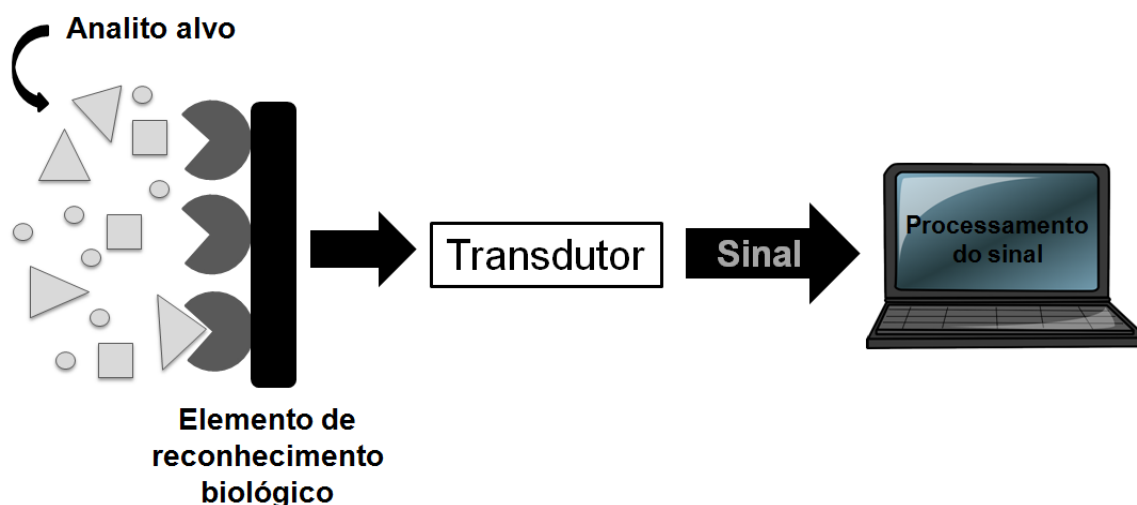 Analito alvo
Elemento de
reconhecimento
biológico
Transdutor
Sinal
Processamento
do sinal